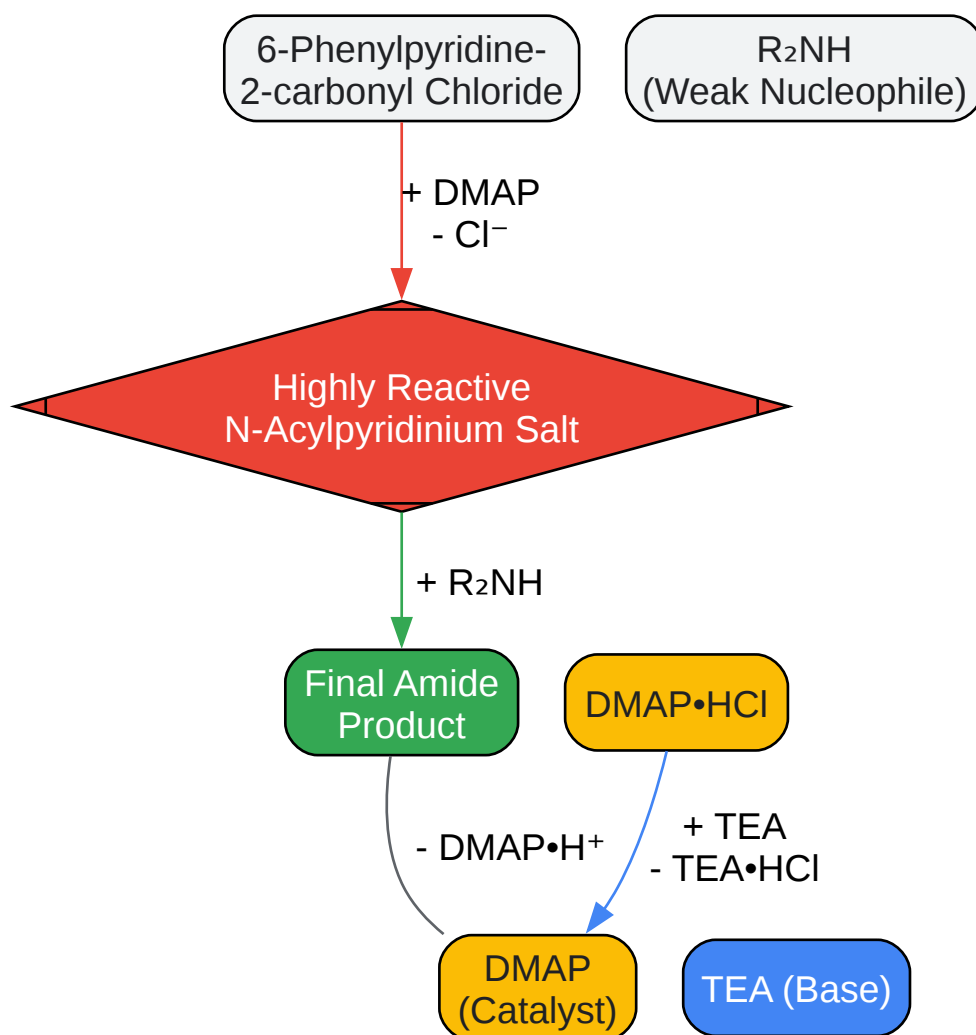 6-Phenylpyridine-
2-carbonyl Chloride
R₂NH
(Weak Nucleophile)
+ DMAP
- Cl⁻
Highly Reactive
N-Acylpyridinium Salt
+ R₂NH
Final Amide
Product
DMAP•HCl
- DMAP•H⁺
+ TEA
- TEA•HCl
DMAP
(Catalyst)
TEA (Base)